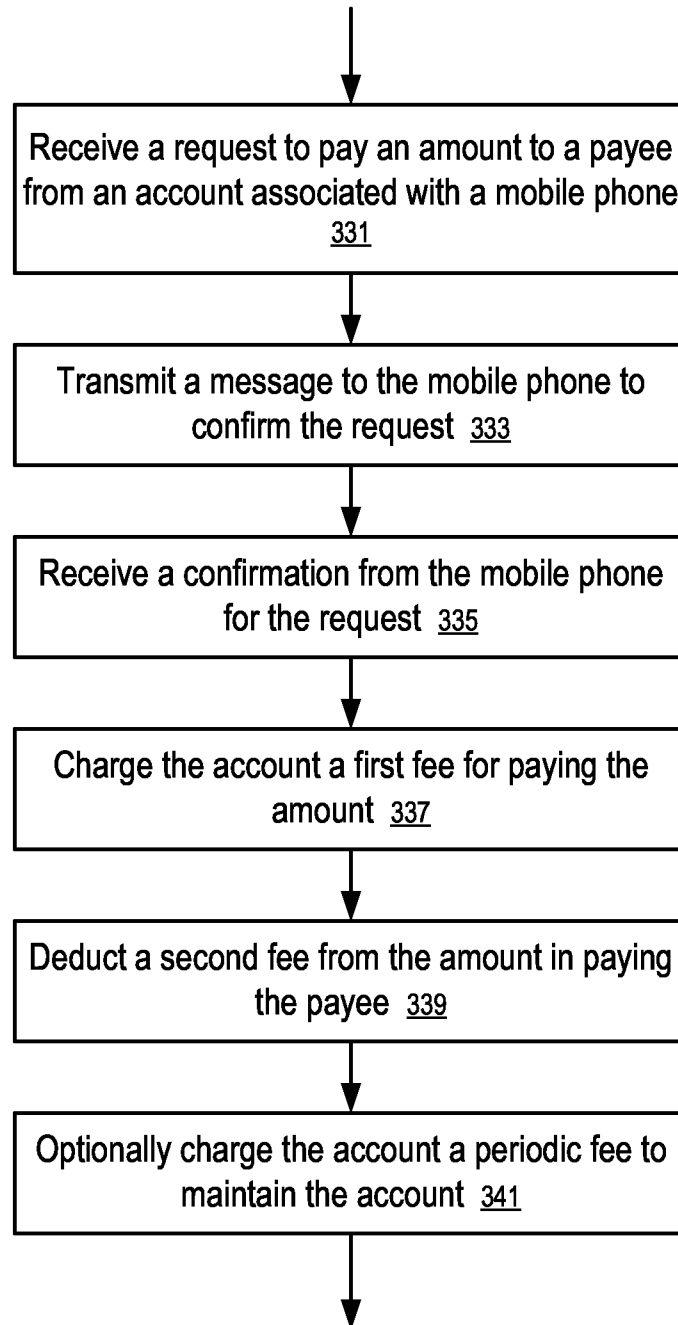 Receive a request to pay an amount to a payee
from an account associated with a mobile phone
331
Transmit a message to the mobile phone to
confirm the request 333
Receive a confirmation from the mobile phone
for the request 335
Charge the account a first fee for paying the
amount 337
Deduct a second fee from the amount in paying
the payee 339
Optionally charge the account a periodic fee to
maintain the account 341